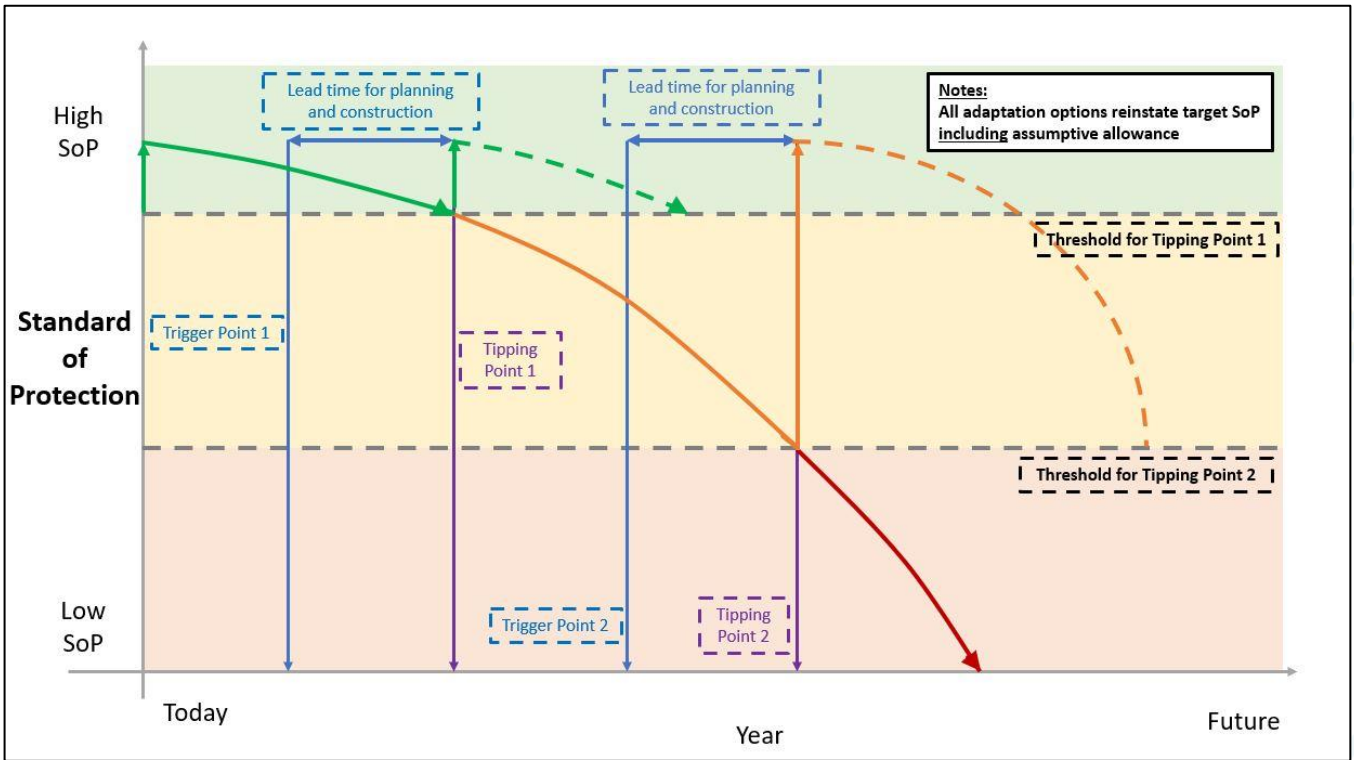 High
SoP
Lead time for planning
and construction
Lead time for planning
and construction
Notes:
All adaptation options reinstate target SoP
including assumptive allowance
Threshold for Tipping Point 1
Standard
of
Protection
Trigger Point 1
Tipping
Point 1
Threshold for Tipping Point 2
Low
SoP
Trigger Point 2
Tipping
Point 2
Today
Year
Future